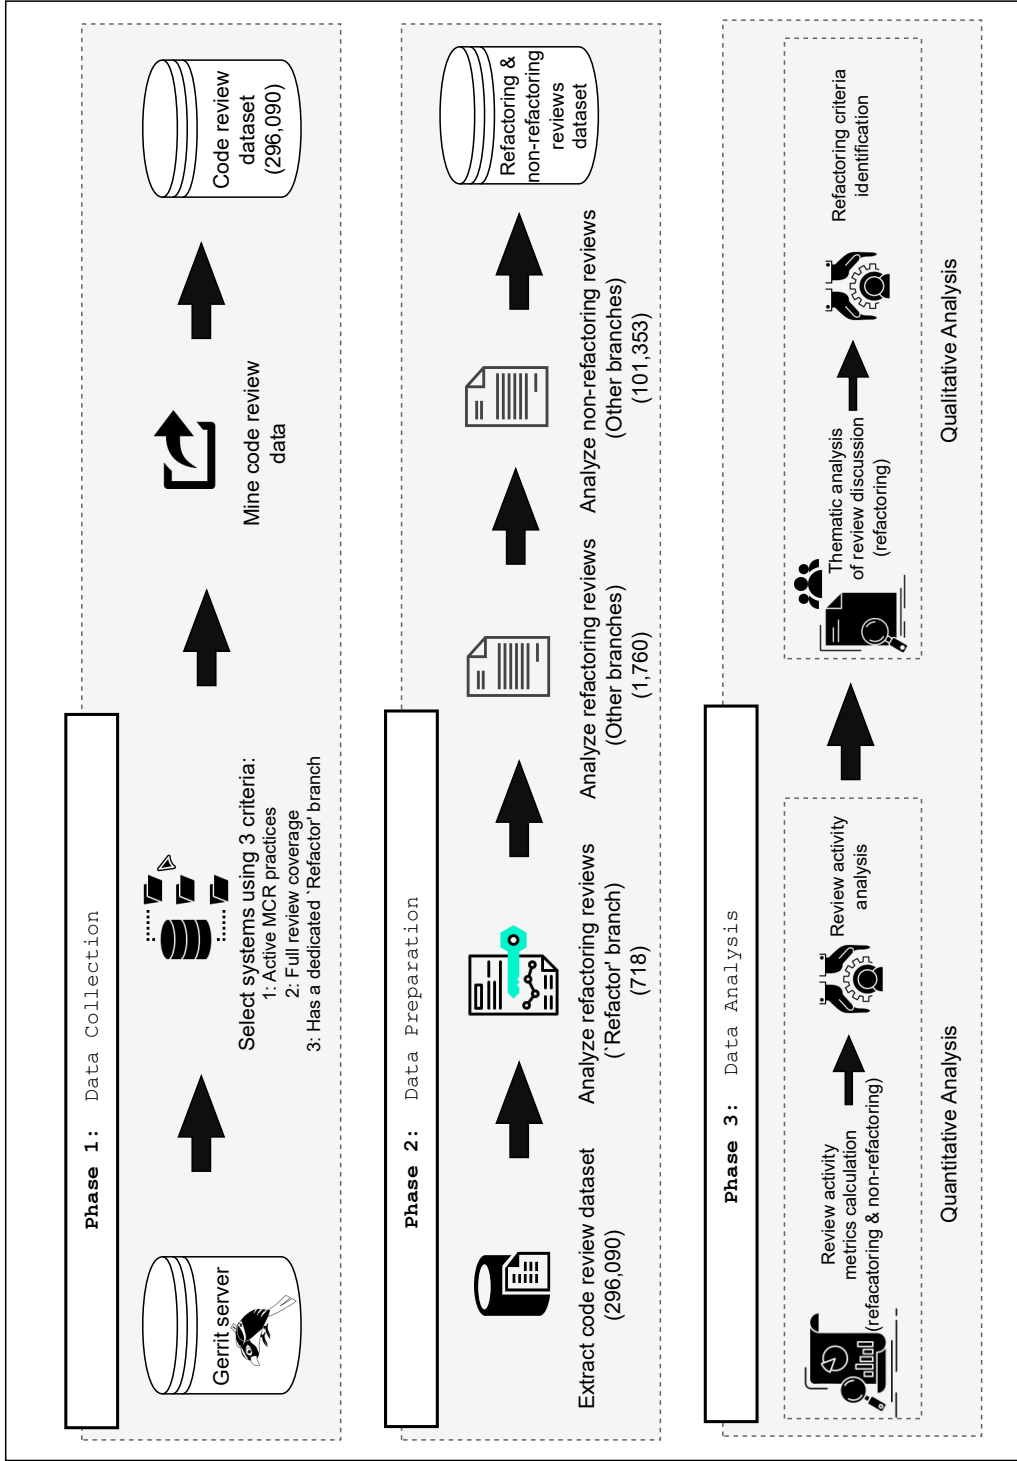 Phase 1: Data Collection
Gerrit server
Select systems using 3 criteria:
1: Active MCR practices
2: Full review coverage
3: Has a dedicated `Refactor' branch
Mine code review
data
Code review
dataset
(296,090)
Phase 2: Data Preparation
Extract code review dataset
(296,090)
Analyze refactoring reviews
(`Refactor' branch)
(718)
Analyze refactoring reviews
(Other branches)
(1,760)
Analyze non-refactoring reviews
(Other branches)
(101,353)
Refactoring &
non-refactoring
reviews
dataset
Phase 3: Data Analysis
Review activity
metrics calculation
(refacatoring & non-refactoring)
Review activity
analysis
Quantitative Analysis
Thematic analysis
of review discussion
(refactoring)
Refactoring criteria
identification
Qualitative Analysis